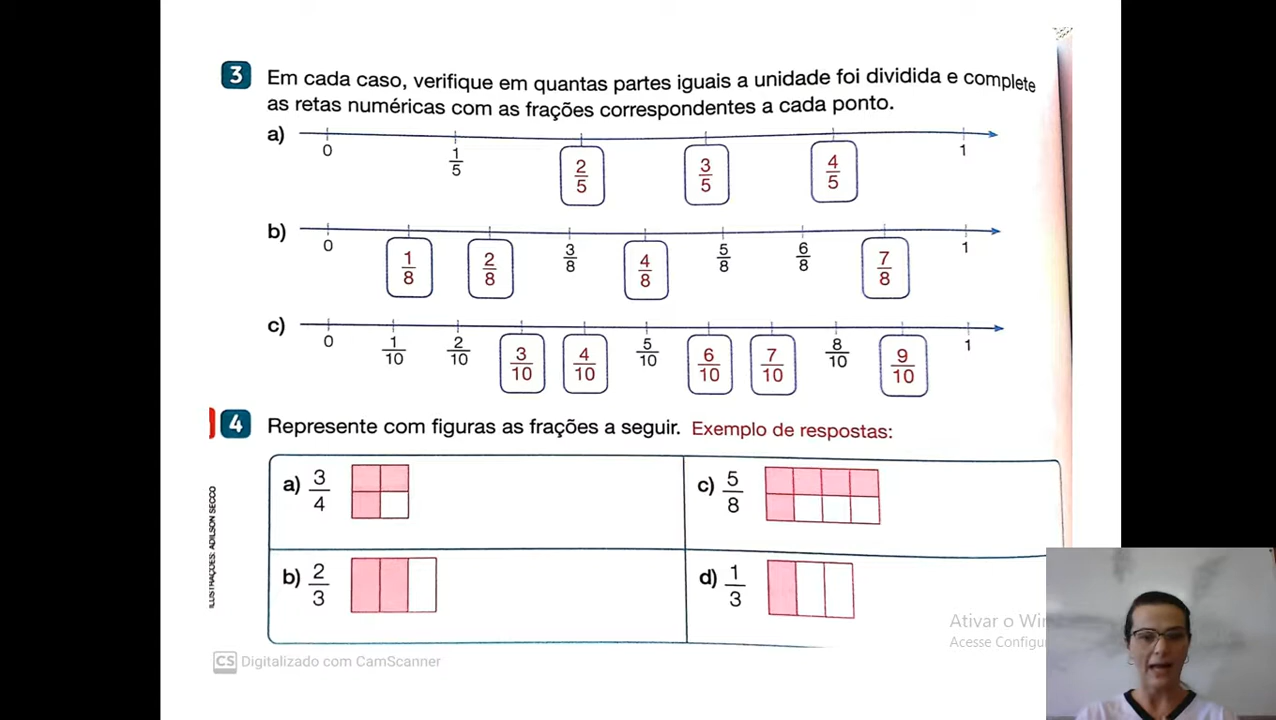 3 Em cada caso, verifique em quantas partes iguais a unidade foi dividida e complete
as retas numéricas com as frações correspondentes a cada ponto.
a) 0 1/5 2/5 3/5 4/5 1
b) 0 1/8 2/8 3/8 4/8 5/8 6/8 7/8 1
c) 0 1/10 2/10 3/10 4/10 5/10 6/10 7/10 8/10 9/10 1
4 Represente com figuras as frações a seguir. Exemplo de respostas:
a) 3/4
c) 5/8
b) 2/3
d) 1/3
ILUSTRAÇÕES: ADILSON SECCO
Ativar o Wi
Acesse Configu
CS Digitalizado com CamScanner